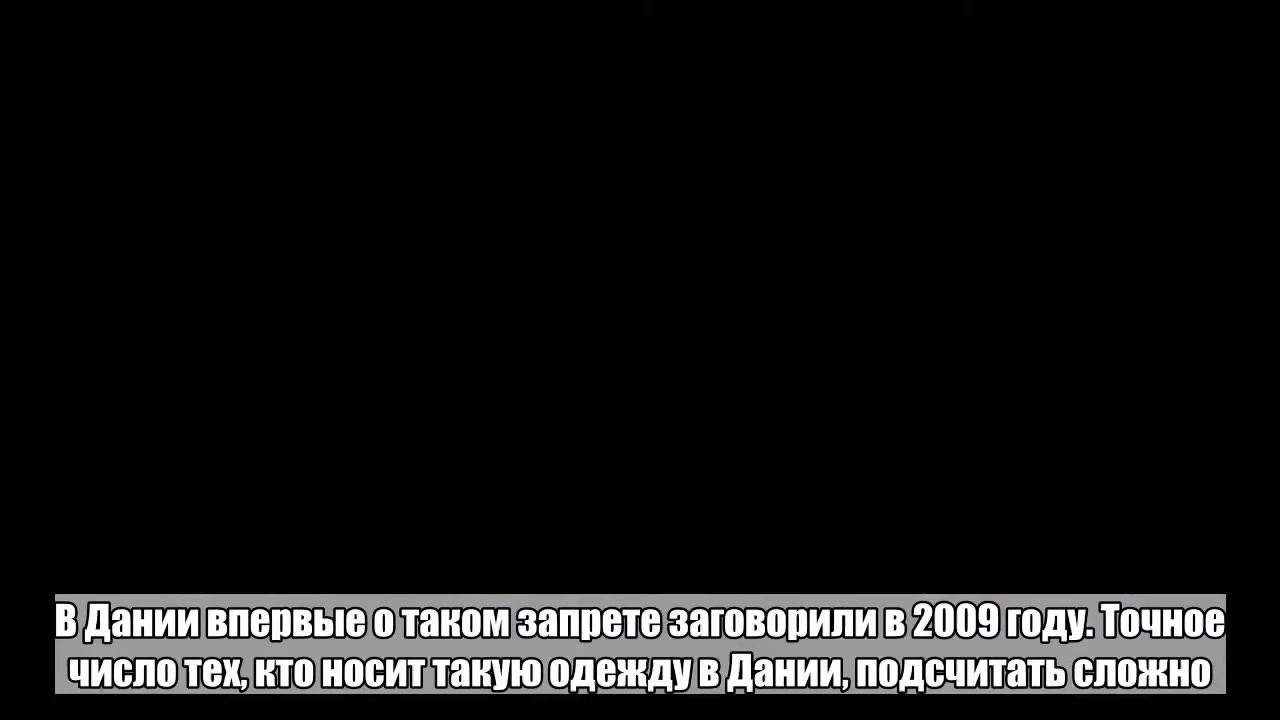 В Дании впервые о таком запрете заговорили в 2009 году. Точное
число тех, кто носит такую одежду в Дании, подсчитать сложно